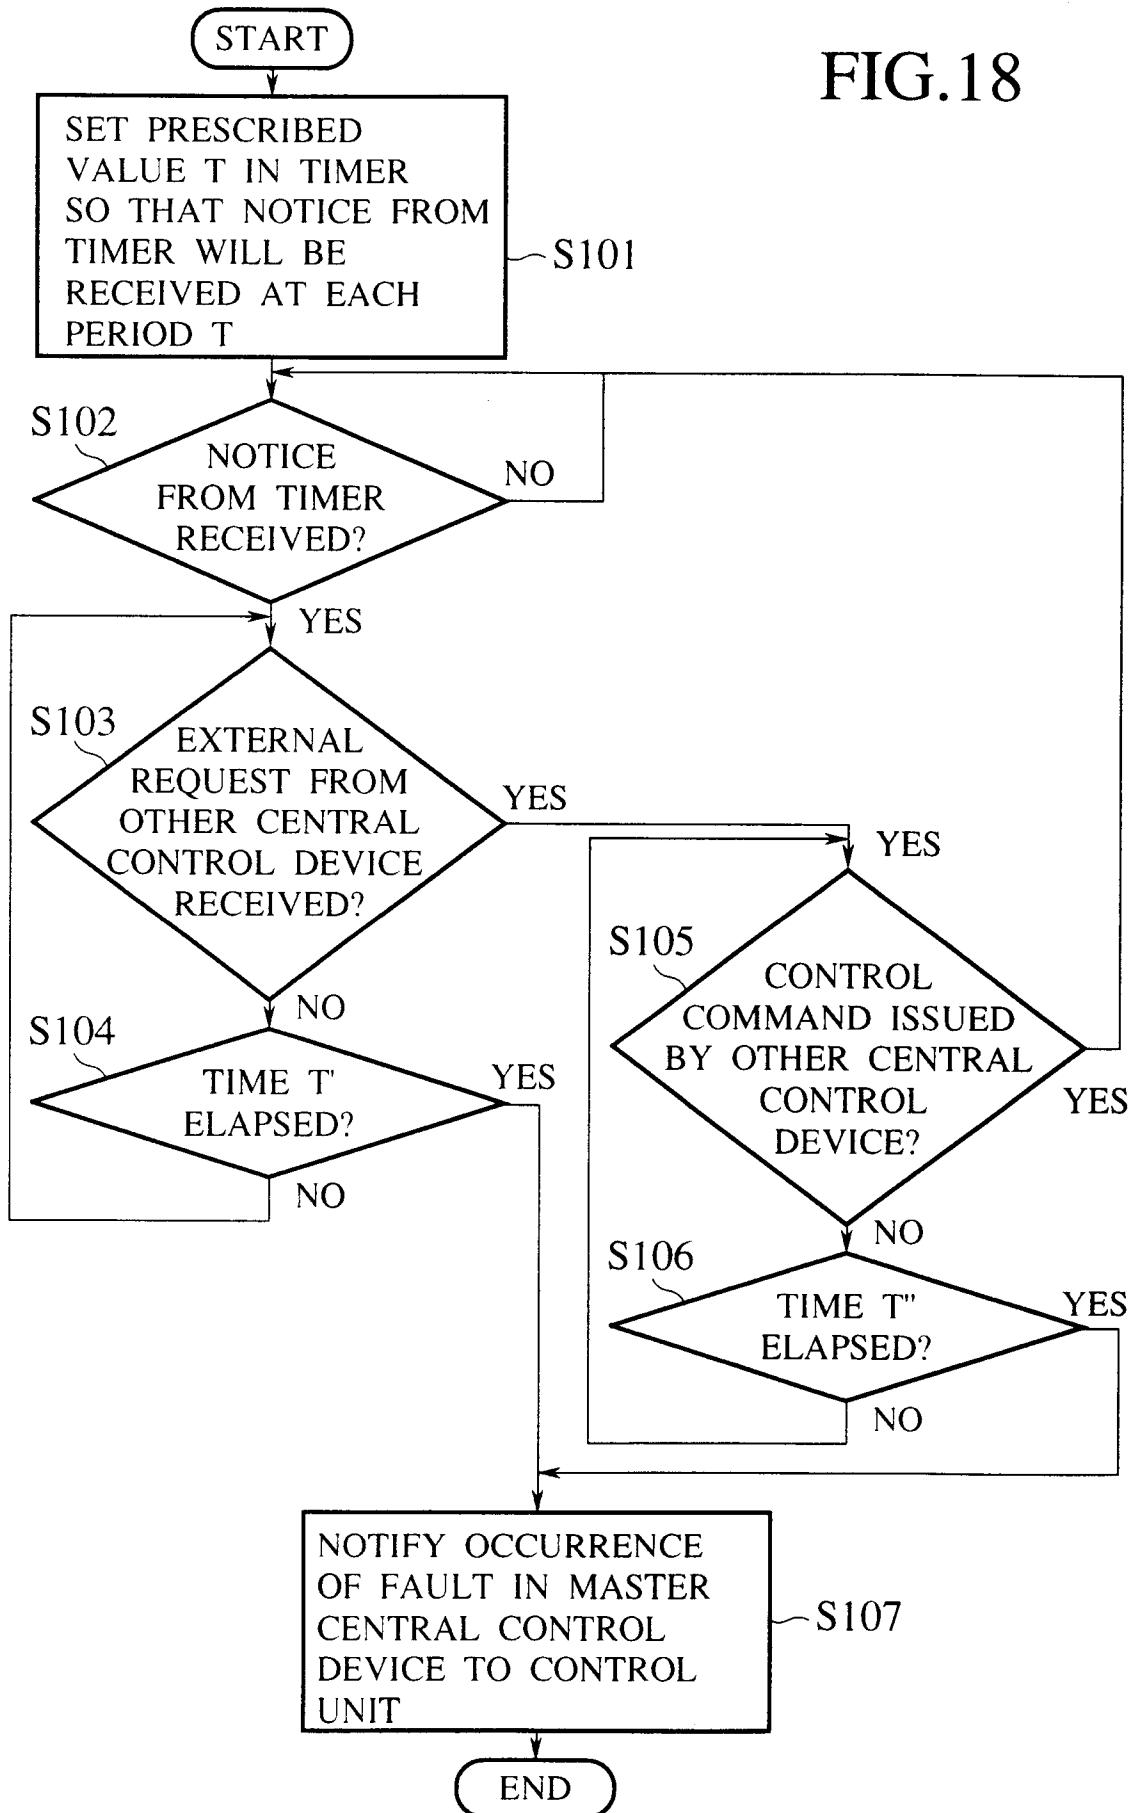 START
FIG.18
SET PRESCRIBED
VALUE T IN TIMER
SO THAT NOTICE FROM
TIMER WILL BE
RECEIVED AT EACH
PERIOD T
S101
S102
NOTICE
FROM TIMER
RECEIVED?
NO
YES
S103
EXTERNAL
REQUEST FROM
OTHER CENTRAL
CONTROL DEVICE
RECEIVED?
YES
YES
NO
S104
TIME T'
ELAPSED?
YES
NO
S105
CONTROL
COMMAND ISSUED
BY OTHER CENTRAL
CONTROL
DEVICE?
YES
NO
S106
TIME T"
ELAPSED?
YES
NO
NOTIFY OCCURRENCE
OF FAULT IN MASTER
CENTRAL CONTROL
DEVICE TO CONTROL
UNIT
S107
END